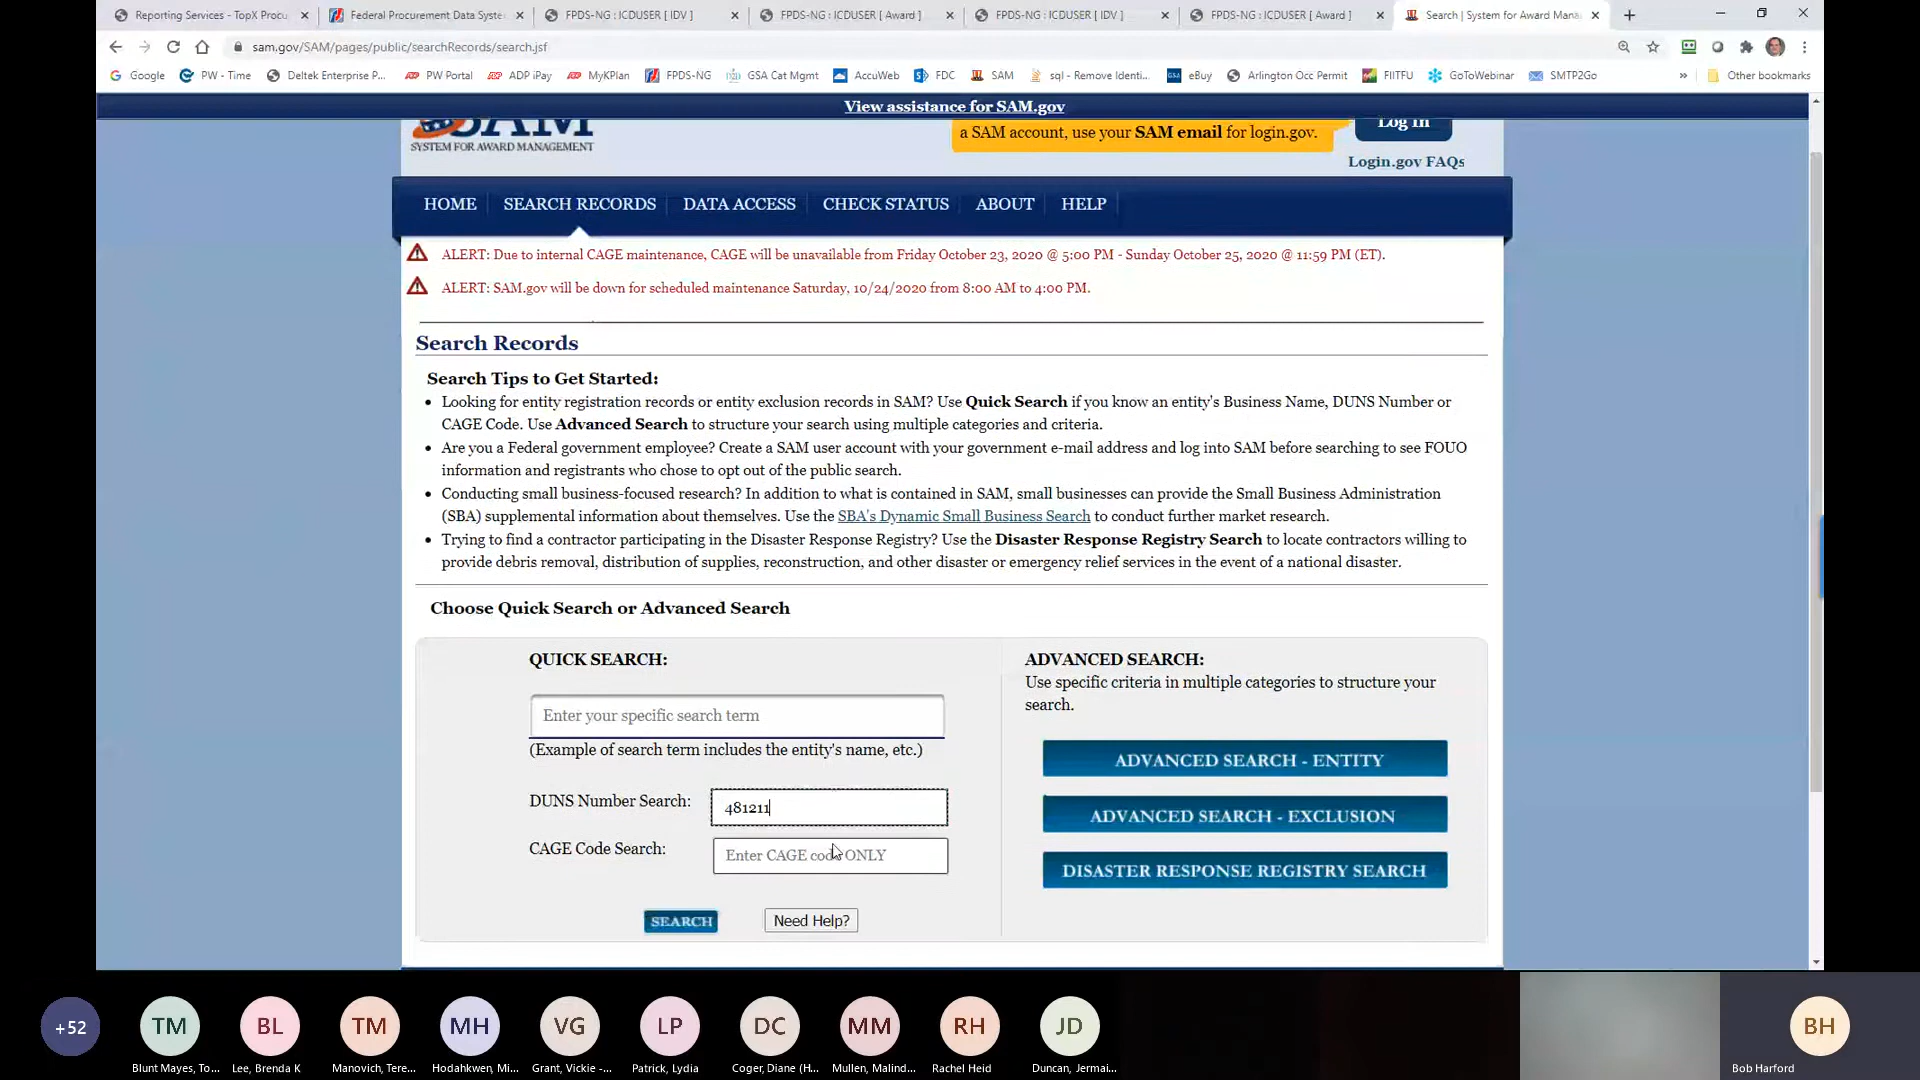 Reporting Services - TopX Procu
Federal Procurement Data Syste
FPDS-NG : ICDUSER [ IDV ]
FPDS-NG : ICDUSER [ Award ]
FPDS-NG : ICDUSER [ IDV ]
FPDS-NG : ICDUSER [ Award ]
Search | System for Award Mana
sam.gov/SAM/pages/public/searchRecords/search.jsf
Google
PW - Time
Deltek Enterprise P...
PW Portal
ADP iPay
MyKPlan
FPDS-NG
GSA Cat Mgmt
AccuWeb
FDC
SAM
sql - Remove Identi...
GSA
eBuy
Arlington Occ Permit
FIITFU
GoToWebinar
SMTP2Go
»
Other bookmarks
View assistance for SAM.gov
SAM
SYSTEM FOR AWARD MANAGEMENT
a SAM account, use your SAM email for login.gov.
Log In
Login.gov FAQs
HOME
SEARCH RECORDS
DATA ACCESS
CHECK STATUS
ABOUT
HELP
ALERT: Due to internal CAGE maintenance, CAGE will be unavailable from Friday October 23, 2020 @ 5:00 PM - Sunday October 25, 2020 @ 11:59 PM (ET).
ALERT: SAM.gov will be down for scheduled maintenance Saturday, 10/24/2020 from 8:00 AM to 4:00 PM.
Search Records
Search Tips to Get Started:
• Looking for entity registration records or entity exclusion records in SAM? Use Quick Search if you know an entity's Business Name, DUNS Number or
CAGE Code. Use Advanced Search to structure your search using multiple categories and criteria.
• Are you a Federal government employee? Create a SAM user account with your government e-mail address and log into SAM before searching to see FOUO
information and registrants who chose to opt out of the public search.
• Conducting small business-focused research? In addition to what is contained in SAM, small businesses can provide the Small Business Administration
(SBA) supplemental information about themselves. Use the SBA's Dynamic Small Business Search to conduct further market research.
• Trying to find a contractor participating in the Disaster Response Registry? Use the Disaster Response Registry Search to locate contractors willing to
provide debris removal, distribution of supplies, reconstruction, and other disaster or emergency relief services in the event of a national disaster.
Choose Quick Search or Advanced Search
QUICK SEARCH:
Enter your specific search term
(Example of search term includes the entity's name, etc.)
DUNS Number Search:
481211
CAGE Code Search:
Enter CAGE code ONLY
SEARCH
Need Help?
ADVANCED SEARCH:
Use specific criteria in multiple categories to structure your
search.
ADVANCED SEARCH - ENTITY
ADVANCED SEARCH - EXCLUSION
DISASTER RESPONSE REGISTRY SEARCH
+52
TM
BL
TM
MH
VG
LP
DC
MM
RH
JD
BH
Blunt Mayes, To...
Lee, Brenda K
Manovich, Tere...
Hodahkwen, Mi...
Grant, Vickie -...
Patrick, Lydia
Coger, Diane (H...
Mullen, Malind...
Rachel Heid
Duncan, Jermai...
Bob Harford